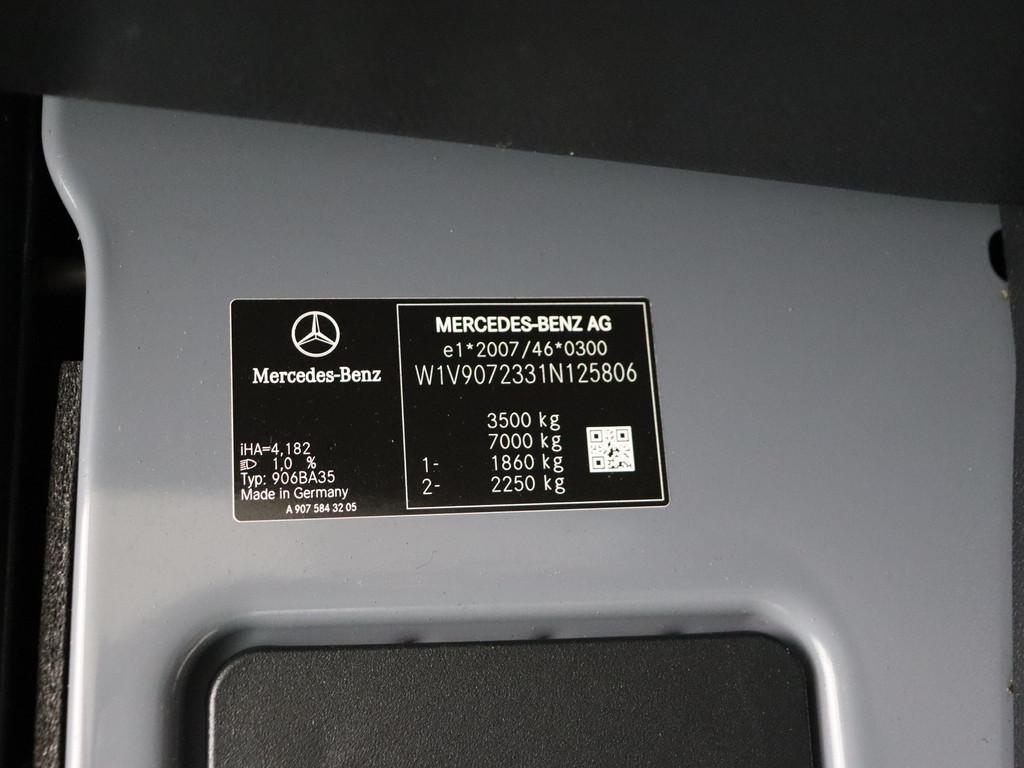 Mercedes-Benz
iHA=4,182
1,0 %
Typ: 906BA35
Made in Germany
A 907 584 32 05
MERCEDES-BENZ AG
e1*2007/46*0300
W1V9072331N125806
3500 kg
7000 kg
1- 1860 kg
2- 2250 kg